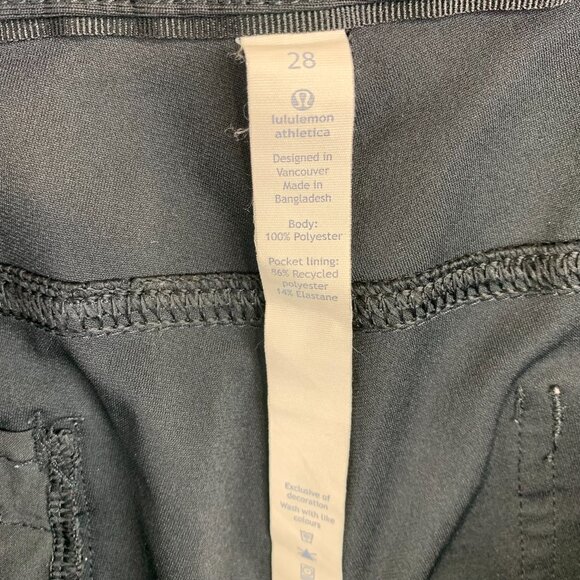 28
lululemon
athletica
Designed in
Vancouver
Made in
Bangladesh
Body:
100% Polyester
Pocket lining:
86% Recycled
polyester
14% Elastane
Exclusive of
decoration
Wash with like
colours